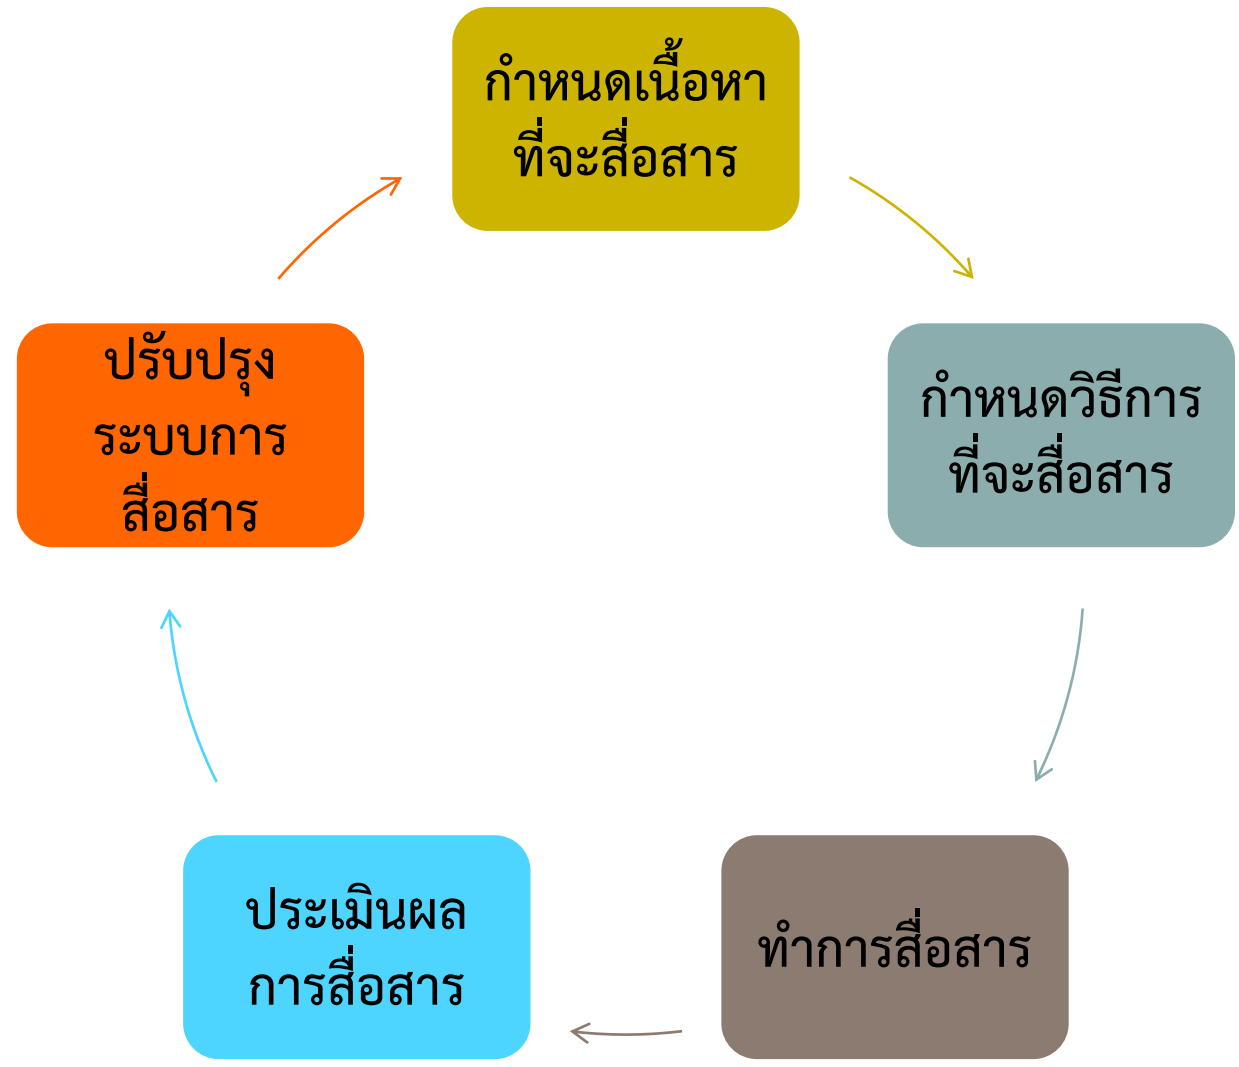 กำหนดเนื้อหา
ที่จะสื่อสาร
กำหนดวิธีการ
ที่จะสื่อสาร
ทำการสื่อสาร
ประเมินผล
การสื่อสาร
ปรับปรุง
ระบบการ
สื่อสาร